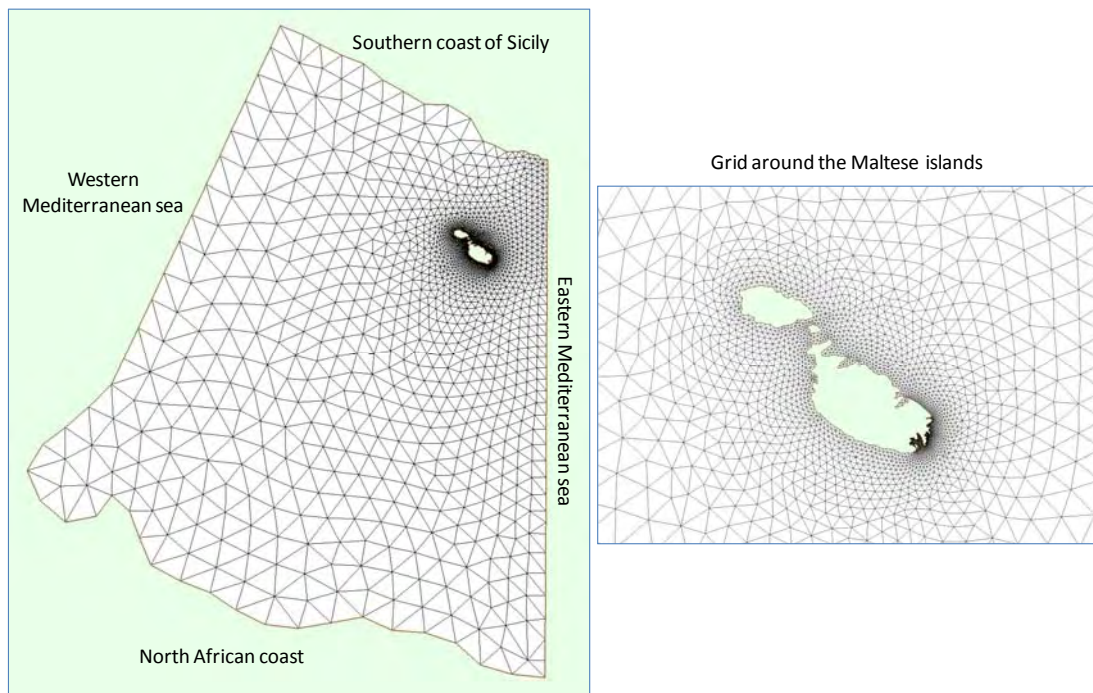 Southern coast of Sicily
Western
Mediterranean sea
Eastern Mediterranean sea
North African coast
Grid around the Maltese islands